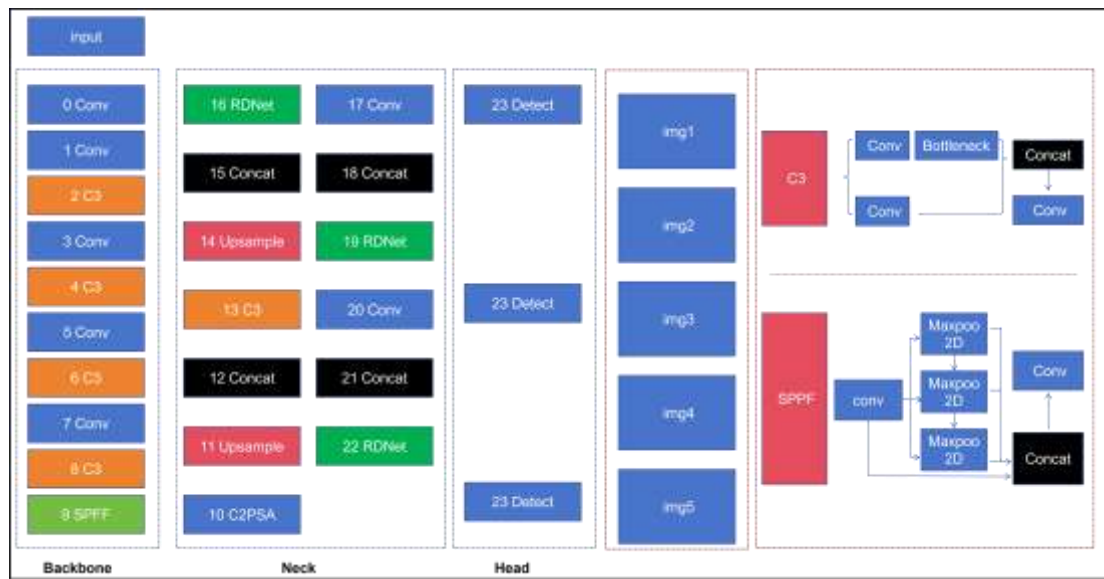 input
0 Conv
1 Conv
2 C3
3 Conv
4 C3
5 Conv
6 C3
7 Conv
8 C3
9 SPFF
Backbone
16 RDNet
17 Conv
15 Concat
18 Concat
14 Upsample
19 RDNet
13 C3
20 Conv
12 Concat
21 Concat
11 Upsample
22 RDNet
10 C2PSA
Neck
23 Detect
23 Detect
23 Detect
Head
img1
img2
img3
img4
img5
C3
Conv
Bottleneck
Concat
Conv
Conv
SPPF
conv
Maxpoo
2D
Maxpoo
2D
Maxpoo
2D
Conv
Concat